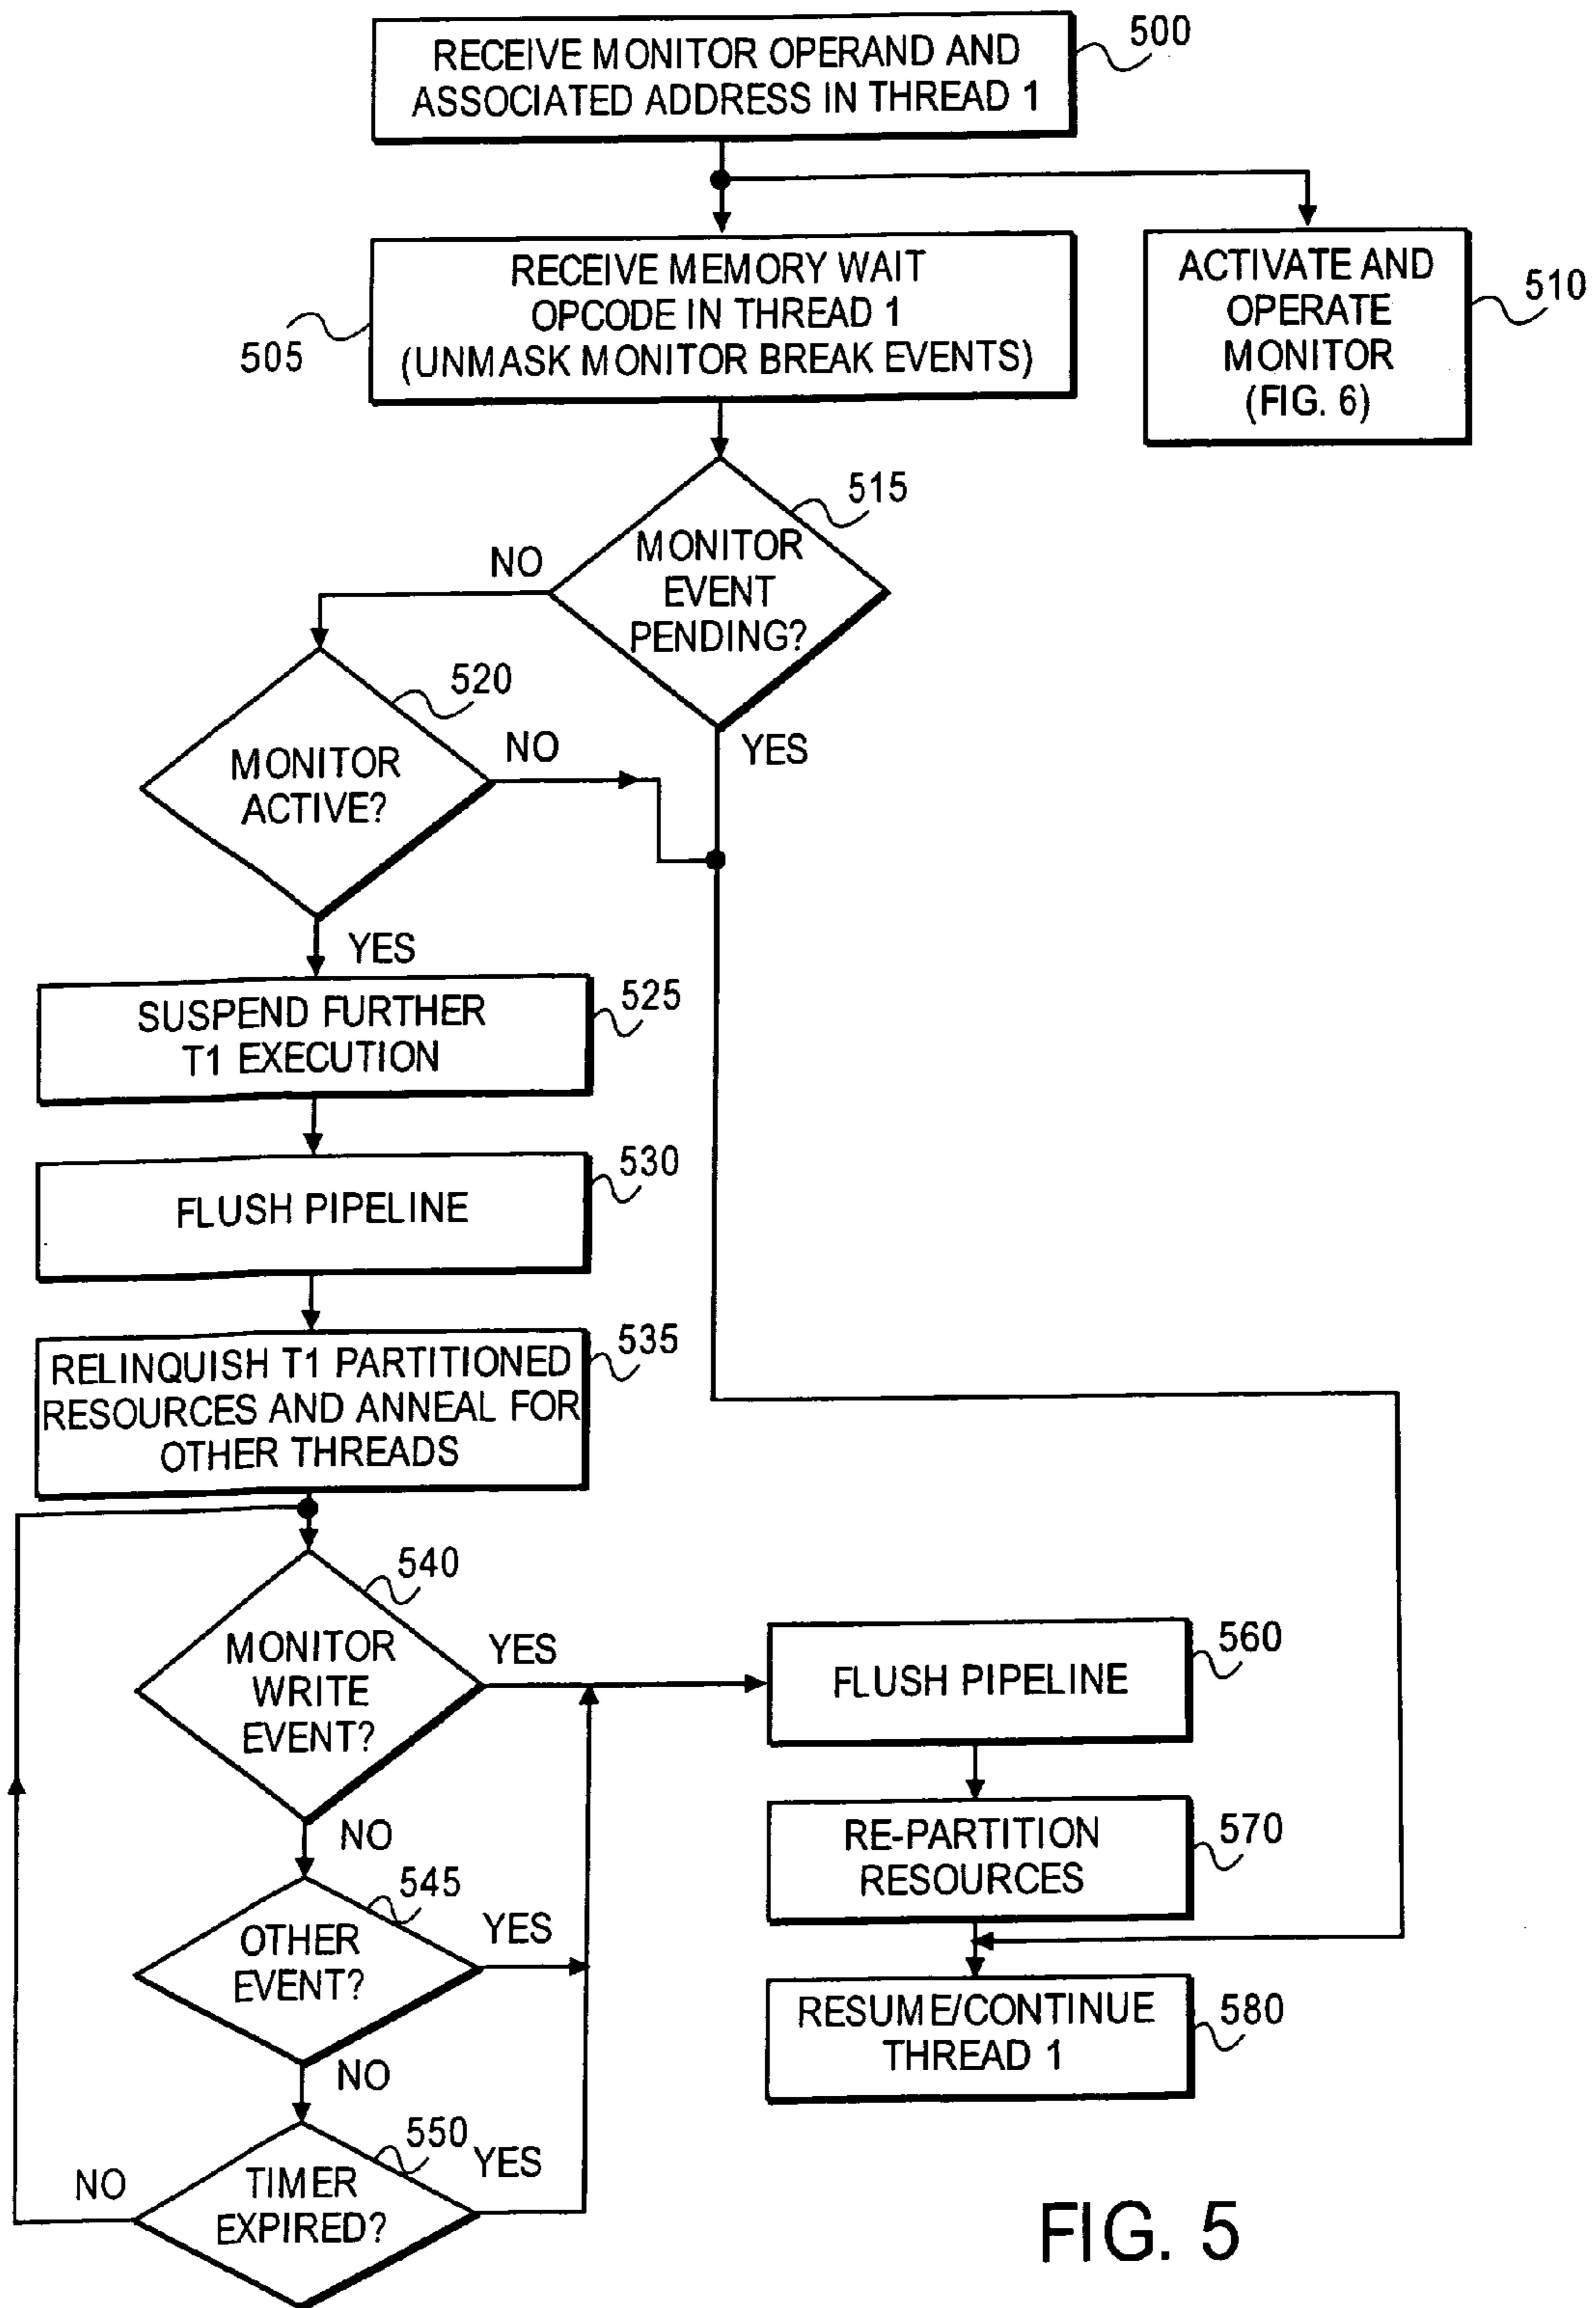 RECEIVE MONITOR OPERAND AND
ASSOCIATED ADDRESS IN THREAD 1
500
RECEIVE MEMORY WAIT
OPCODE IN THREAD 1
(UNMASK MONITOR BREAK EVENTS)
505
ACTIVATE AND
OPERATE
MONITOR
(FIG. 6)
510
MONITOR
EVENT
PENDING?
515
NO
YES
MONITOR
ACTIVE?
520
NO
YES
SUSPEND FURTHER
T1 EXECUTION
525
FLUSH PIPELINE
530
RELINQUISH T1 PARTITIONED
RESOURCES AND ANNEAL FOR
OTHER THREADS
535
MONITOR
WRITE
EVENT?
540
YES
NO
OTHER
EVENT?
545
YES
NO
TIMER
EXPIRED?
550
YES
NO
FLUSH PIPELINE
560
RE-PARTITION
RESOURCES
570
RESUME/CONTINUE
THREAD 1
580
FIG. 5